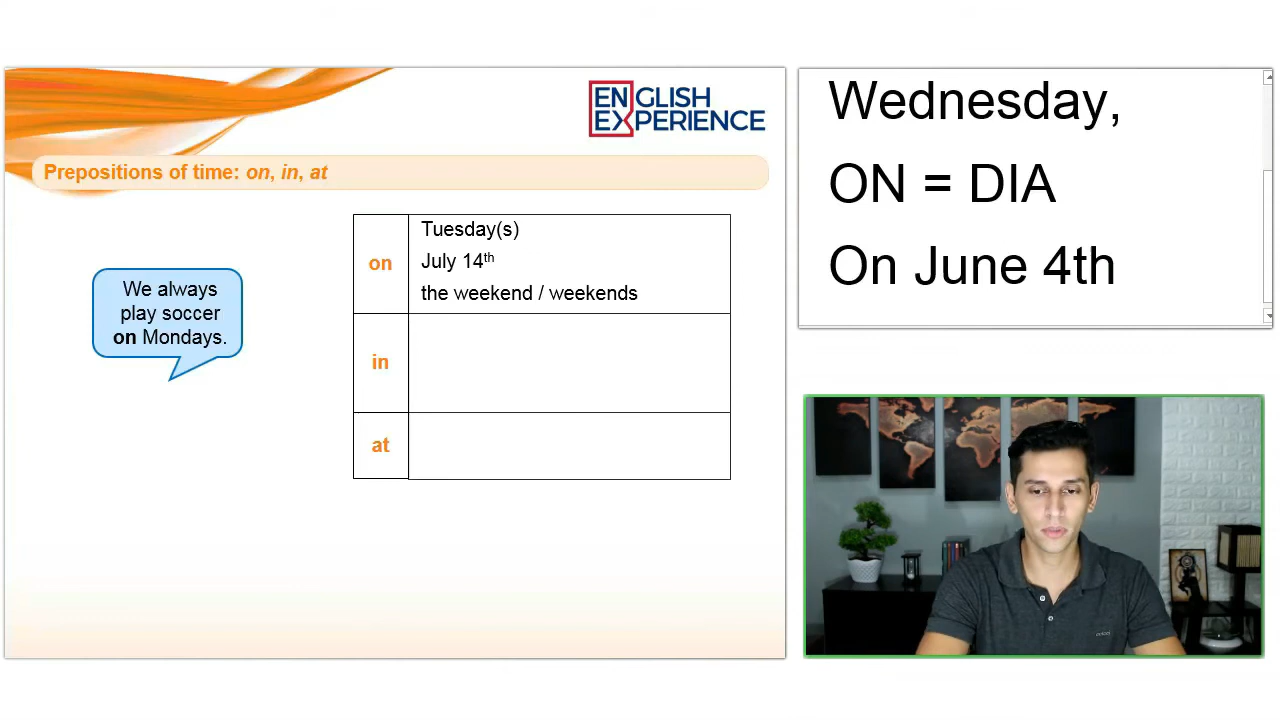 ENGLISH
EXPERIENCE
Prepositions of time: on, in, at
We always
play soccer
on Mondays.
on
Tuesday(s)
July 14th
the weekend / weekends
in
at
Wednesday,
ON = DIA
On June 4th